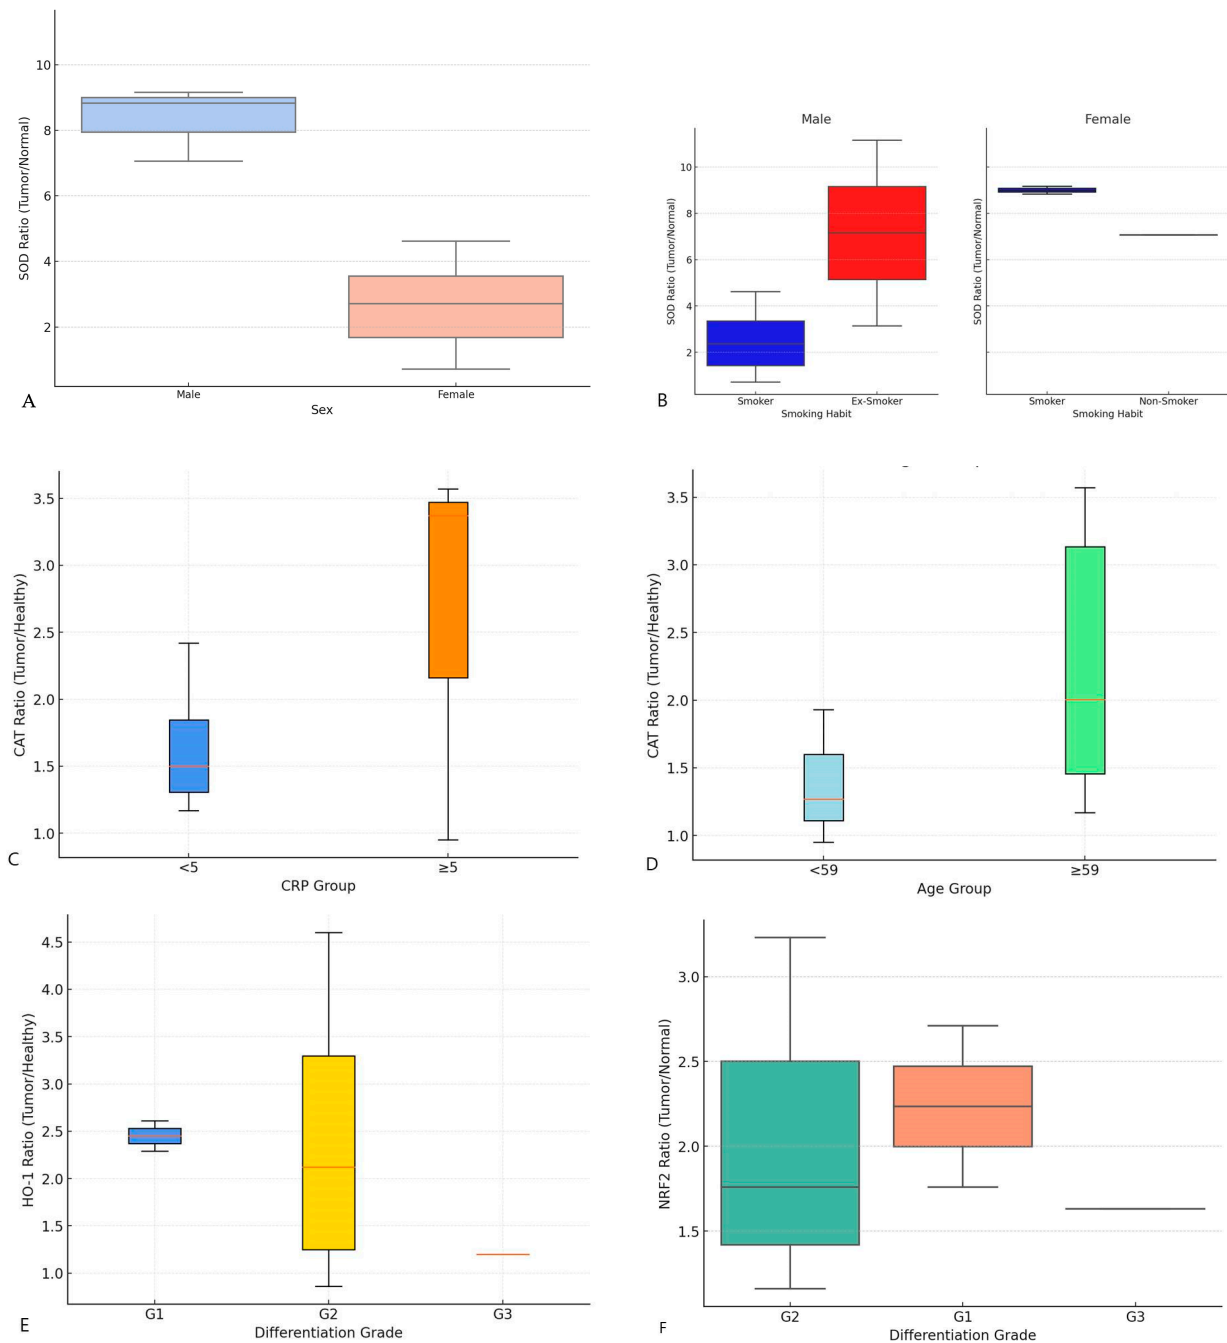 10
8
6
4
2
SOD Ratio (Tumor/Normal)
Male
Female
Sex
A
Male
Female
10
8
6
4
2
SOD Ratio (Tumor/Normal)
SOD Ratio (Tumor/Normal)
Smoker
Ex-Smoker
Smoking Habit
Smoker
Non-Smoker
Smoking Habit
B
3.5
3.0
2.5
2.0
1.5
1.0
CAT Ratio (Tumor/Healthy)
<5
≥5
CRP Group
C
3.5
3.0
2.5
2.0
1.5
1.0
CAT Ratio (Tumor/Healthy)
<59
≥59
Age Group
D
4.5
4.0
3.5
3.0
2.5
2.0
1.5
1.0
HO-1 Ratio (Tumor/Healthy)
G1
G2
G3
Differentiation Grade
E
3.0
2.5
2.0
1.5
NRF2 Ratio (Tumor/Normal)
G2
G1
G3
Differentiation Grade
F